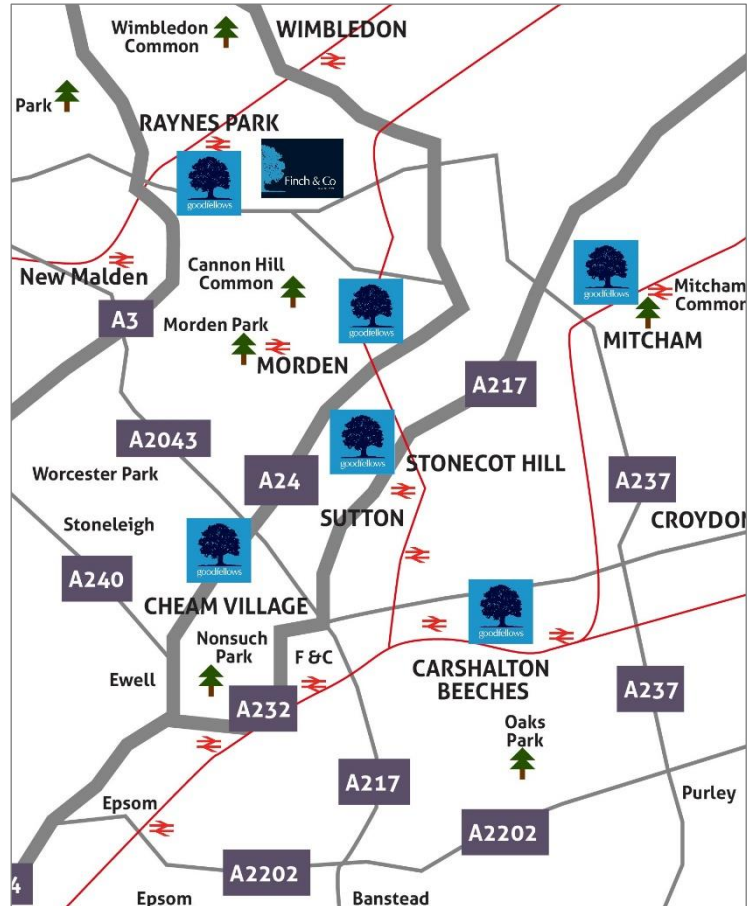 Wimbledon
Common
WIMBLEDON
Park
RAYNES PARK
goodfellows
Finch & Co
New Malden
Cannon Hill
Common
goodfellows
Mitcham
Common
A3
Morden Park
goodfellows
MORDEN
MITCHAM
A217
A2043
goodfellows
STONECOT HILL
Worcester Park
A24
A237
SUTTON
CROYDON
Stoneleigh
goodfellows
A240
CHEAM VILLAGE
goodfellows
Nonsuch
Park
F & C
Ewell
CARSHALTON
BEECHES
A232
A237
Oaks
Park
A217
Purley
Epsom
A2202
A2202
4
Epsom
Banstead